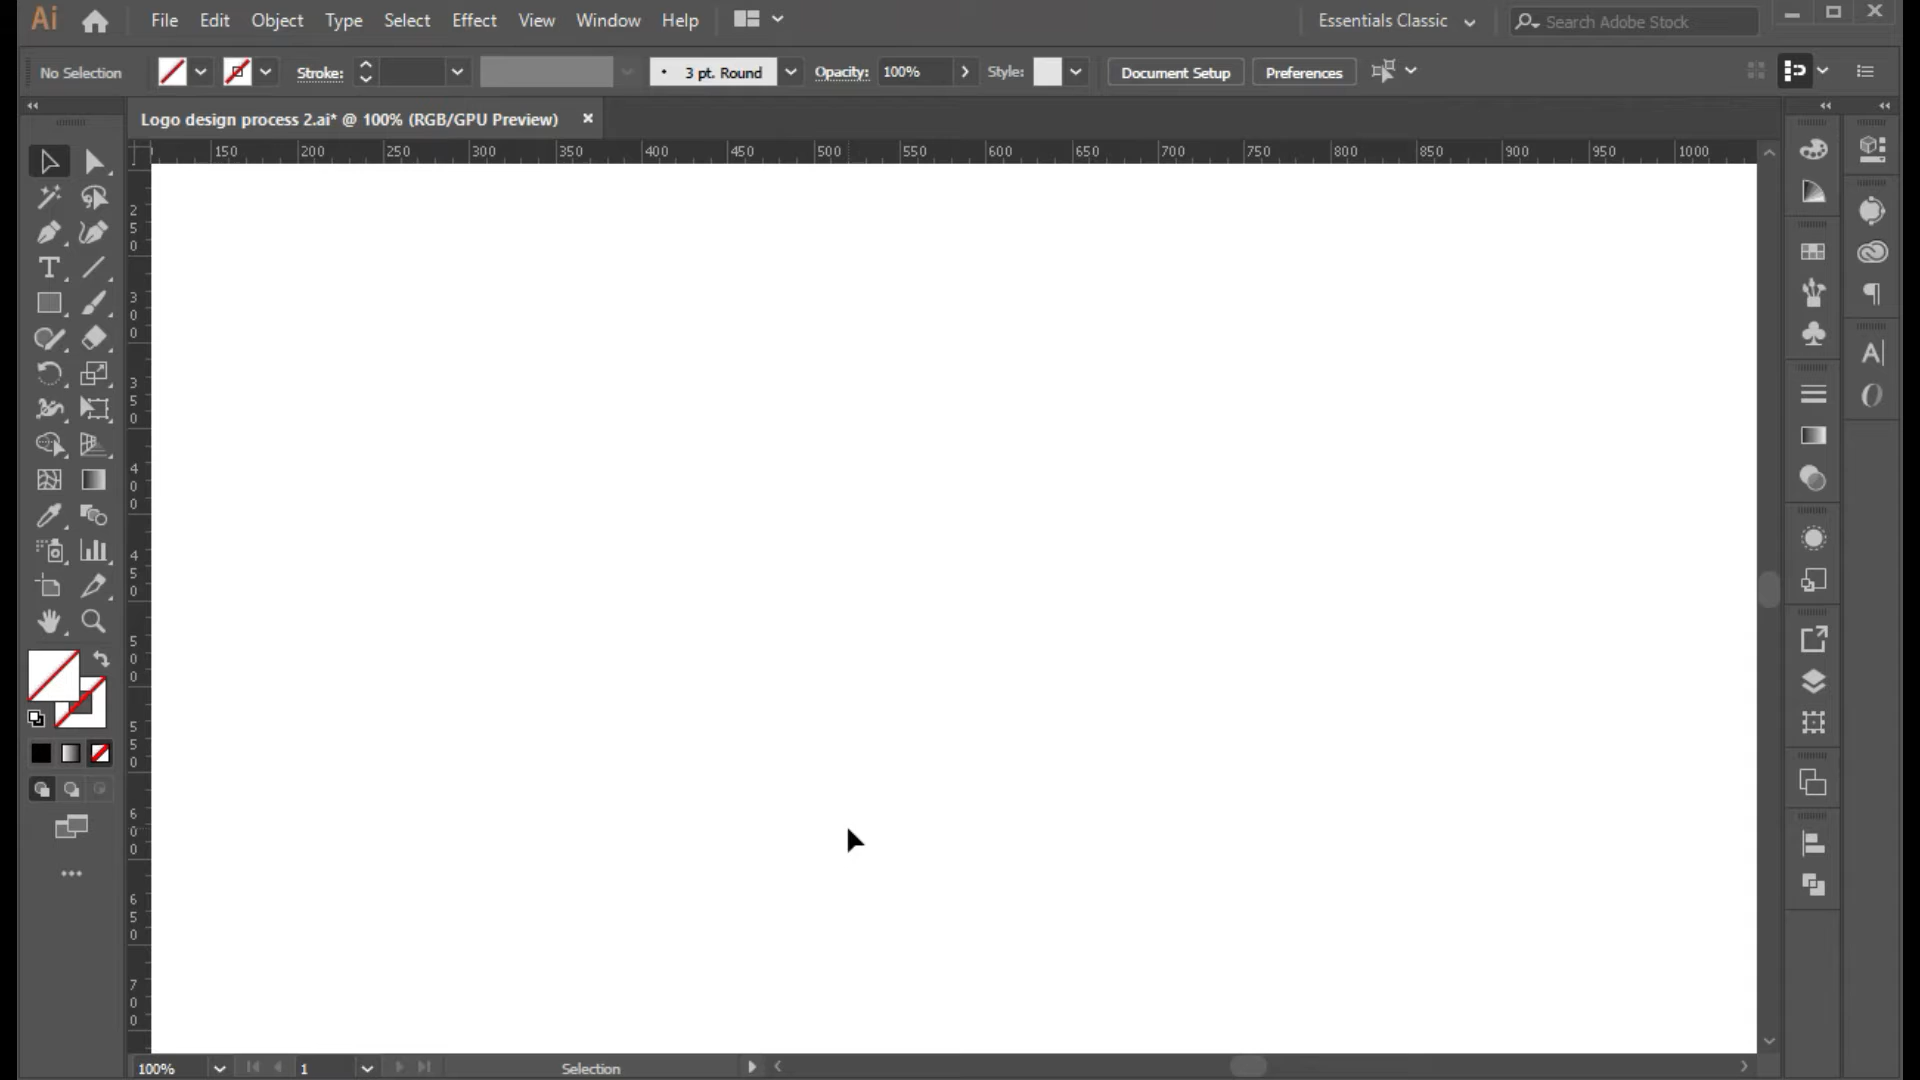 Ai File Edit Object Type Select Effect View Window Help Essentials Classic Search Adobe Stock
No Selection Stroke: 3 pt. Round Opacity: 100% Style: Document Setup Preferences
Logo design process 2.ai* @ 100% (RGB/GPU Preview)
150 200 250 300 350 400 450 500 550 600 650 700 750 800 850 900 950 1000
250
300
350
400
450
500
550
600
650
700
100% 1 Selection